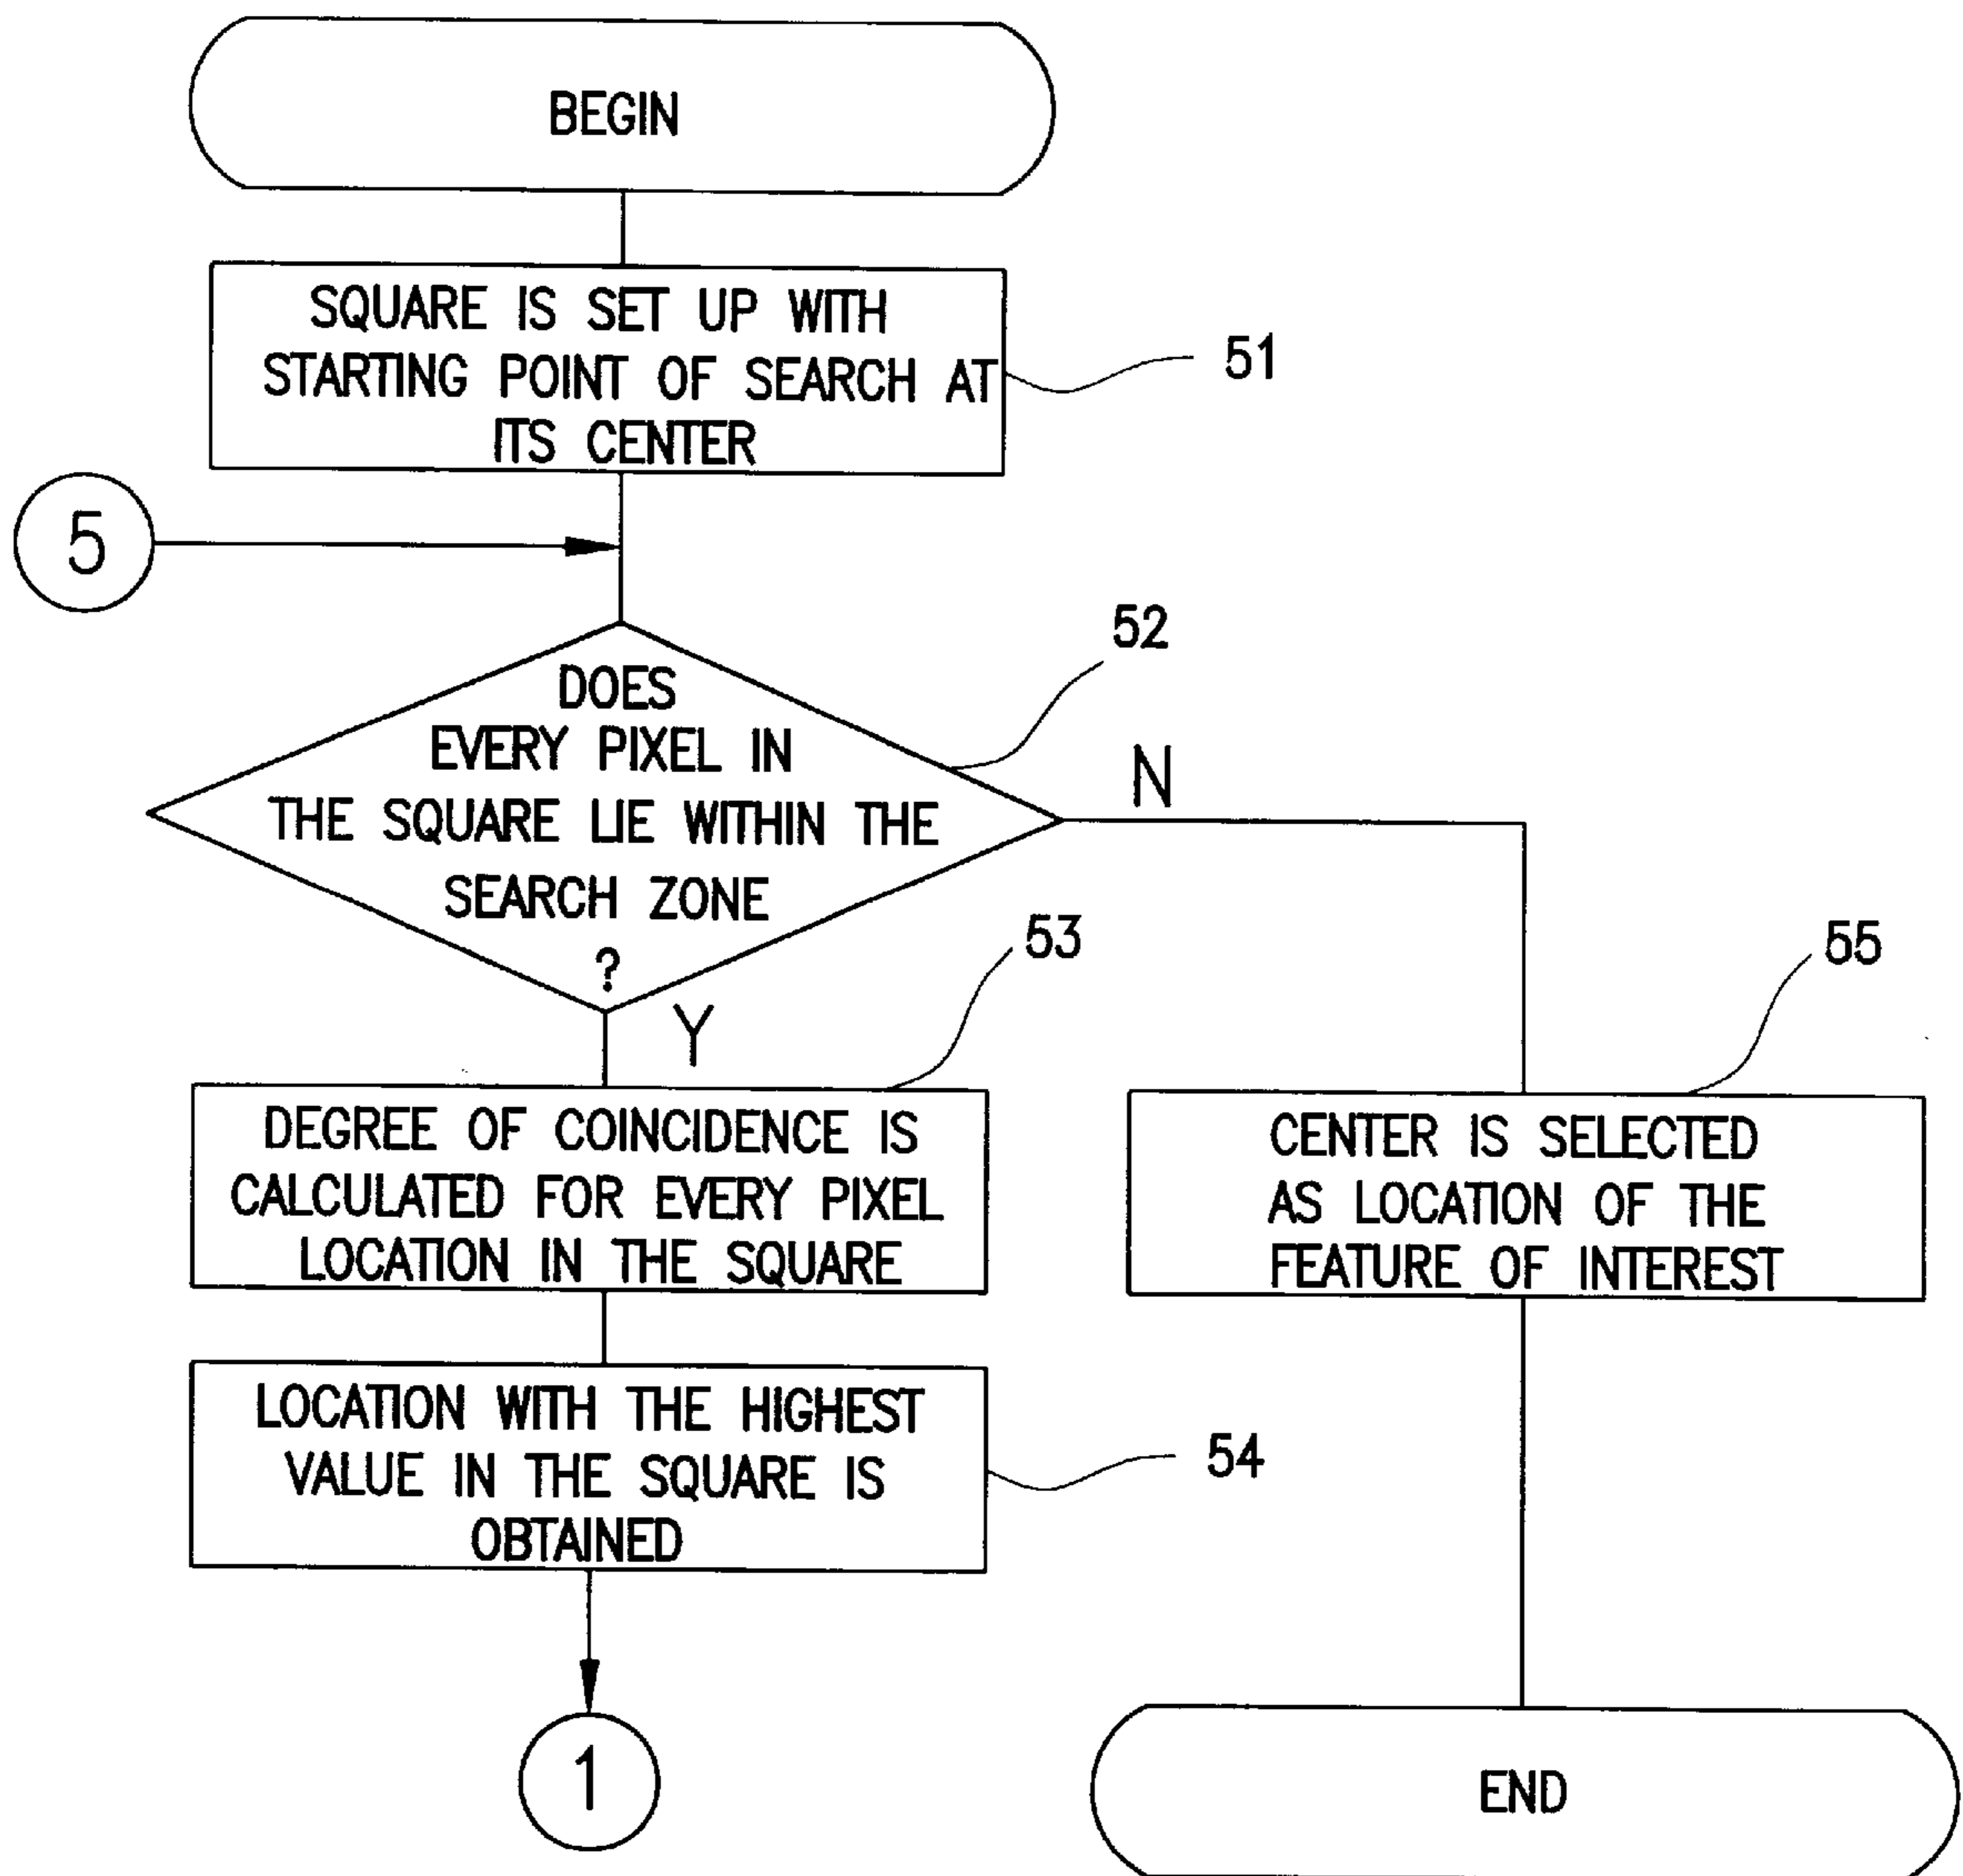 BEGIN
SQUARE IS SET UP WITH
STARTING POINT OF SEARCH AT
ITS CENTER
51
5
52
DOES
EVERY PIXEL IN
THE SQUARE LIE WITHIN THE
SEARCH ZONE
?
N
Y
53
55
DEGREE OF COINCIDENCE IS
CALCULATED FOR EVERY PIXEL
LOCATION IN THE SQUARE
CENTER IS SELECTED
AS LOCATION OF THE
FEATURE OF INTEREST
LOCATION WITH THE HIGHEST
VALUE IN THE SQUARE IS
OBTAINED
54
1
END